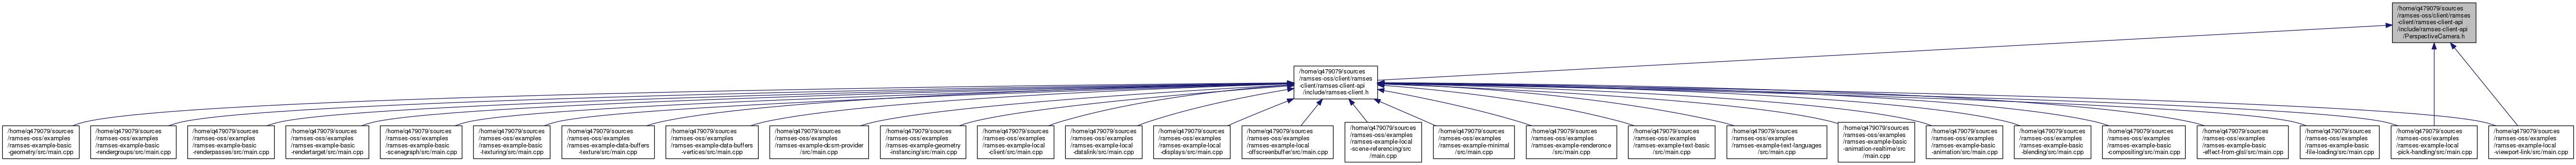 /home/q479079/sources
/ramses-oss/client/ramses
-client/ramses-client-api
/include/ramses-client-api
/PerspectiveCamera.h
/home/q479079/sources
/ramses-oss/client/ramses
-client/ramses-client-api
/include/ramses-client.h
/home/q479079/sources
/ramses-oss/examples
/ramses-example-basic
-geometry/src/main.cpp
/home/q479079/sources
/ramses-oss/examples
/ramses-example-basic
-rendergroups/src/main.cpp
/home/q479079/sources
/ramses-oss/examples
/ramses-example-basic
-renderpasses/src/main.cpp
/home/q479079/sources
/ramses-oss/examples
/ramses-example-basic
-rendertarget/src/main.cpp
/home/q479079/sources
/ramses-oss/examples
/ramses-example-basic
-scenegraph/src/main.cpp
/home/q479079/sources
/ramses-oss/examples
/ramses-example-basic
-texturing/src/main.cpp
/home/q479079/sources
/ramses-oss/examples
/ramses-example-data-buffers
-texture/src/main.cpp
/home/q479079/sources
/ramses-oss/examples
/ramses-example-data-buffers
-vertices/src/main.cpp
/home/q479079/sources
/ramses-oss/examples
/ramses-example-dcsm-provider
/src/main.cpp
/home/q479079/sources
/ramses-oss/examples
/ramses-example-geometry
-instancing/src/main.cpp
/home/q479079/sources
/ramses-oss/examples
/ramses-example-local
-client/src/main.cpp
/home/q479079/sources
/ramses-oss/examples
/ramses-example-local
-datalink/src/main.cpp
/home/q479079/sources
/ramses-oss/examples
/ramses-example-local
-displays/src/main.cpp
/home/q479079/sources
/ramses-oss/examples
/ramses-example-local
-offscreenbuffer/src/main.cpp
/home/q479079/sources
/ramses-oss/examples
/ramses-example-local
-scene-referencing/src
/main.cpp
/home/q479079/sources
/ramses-oss/examples
/ramses-example-minimal
/src/main.cpp
/home/q479079/sources
/ramses-oss/examples
/ramses-example-renderonce
/src/main.cpp
/home/q479079/sources
/ramses-oss/examples
/ramses-example-text-basic
/src/main.cpp
/home/q479079/sources
/ramses-oss/examples
/ramses-example-text-languages
/src/main.cpp
/home/q479079/sources
/ramses-oss/examples
/ramses-example-basic
-animation-realtime/src
/main.cpp
/home/q479079/sources
/ramses-oss/examples
/ramses-example-basic
-animation/src/main.cpp
/home/q479079/sources
/ramses-oss/examples
/ramses-example-basic
-blending/src/main.cpp
/home/q479079/sources
/ramses-oss/examples
/ramses-example-basic
-compositing/src/main.cpp
/home/q479079/sources
/ramses-oss/examples
/ramses-example-basic
-effect-from-glsl/src/main.cpp
/home/q479079/sources
/ramses-oss/examples
/ramses-example-basic
-file-loading/src/main.cpp
/home/q479079/sources
/ramses-oss/examples
/ramses-example-local
-pick-handling/src/main.cpp
/home/q479079/sources
/ramses-oss/examples
/ramses-example-local
-viewport-link/src/main.cpp